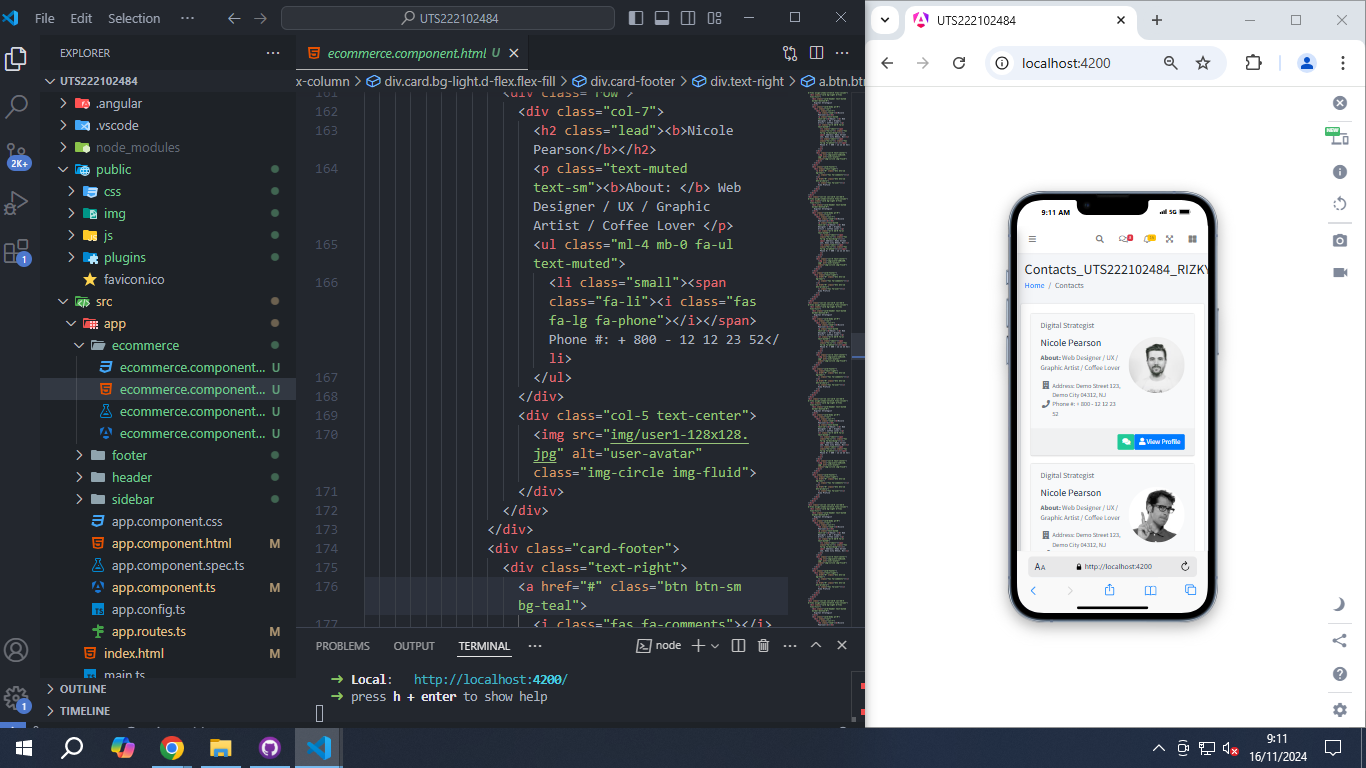 File Edit Selection
UTS222102484
EXPLORER
UTS222102484
.angular
.vscode
node_modules
public
css
img
js
plugins
favicon.ico
src
app
ecommerce
ecommerce.component... U
ecommerce.component... U
ecommerce.component... U
ecommerce.component... U
footer
header
sidebar
app.component.css
app.component.html M
app.component.spec.ts
app.component.ts M
app.config.ts
app.routes.ts M
index.html M
main.ts
OUTLINE
TIMELINE
2K+
1
1
ecommerce.component.html U
x-column > div.card.bg-light.d-flex.flex-fill > div.card-footer > div.text-right > a.btn.btn
161 <div class="row">
162 <div class="col-7">
163 <h2 class="lead"><b>Nicole
Pearson</b></h2>
164 <p class="text-muted
text-sm"><b>About: </b> Web
Designer / UX / Graphic
Artist / Coffee Lover </p>
165 <ul class="ml-4 mb-0 fa-ul
text-muted">
166 <li class="small"><span
class="fa-li"><i class="fas
fa-lg fa-phone"></i></span>
Phone #: + 800 - 12 12 23 52</
li>
167 </ul>
168 </div>
169 <div class="col-5 text-center">
170 <img src="img/user1-128x128.
jpg" alt="user-avatar"
class="img-circle img-fluid">
171 </div>
172 </div>
173 </div>
174 <div class="card-footer">
175 <div class="text-right">
176 <a href="#" class="btn btn-sm
bg-teal">
177 <i class="fas fa-comments"></i>
PROBLEMS OUTPUT TERMINAL
node
➜ Local: http://localhost:4200/
➜ press h + enter to show help
UTS222102484
localhost:4200
NEW
9:11 AM
5G
Contacts_UTS222102484_RIZKY
Home / Contacts
Digital Strategist
Nicole Pearson
About: Web Designer / UX /
Graphic Artist / Coffee Lover
Address: Demo Street 123,
Demo City 04312, NJ
Phone #: + 800 - 12 12 23
52
View Profile
Digital Strategist
Nicole Pearson
About: Web Designer / UX /
Graphic Artist / Coffee Lover
Address: Demo Street 123,
Demo City 04312, NJ
AA http://localhost:4200
9:11
16/11/2024